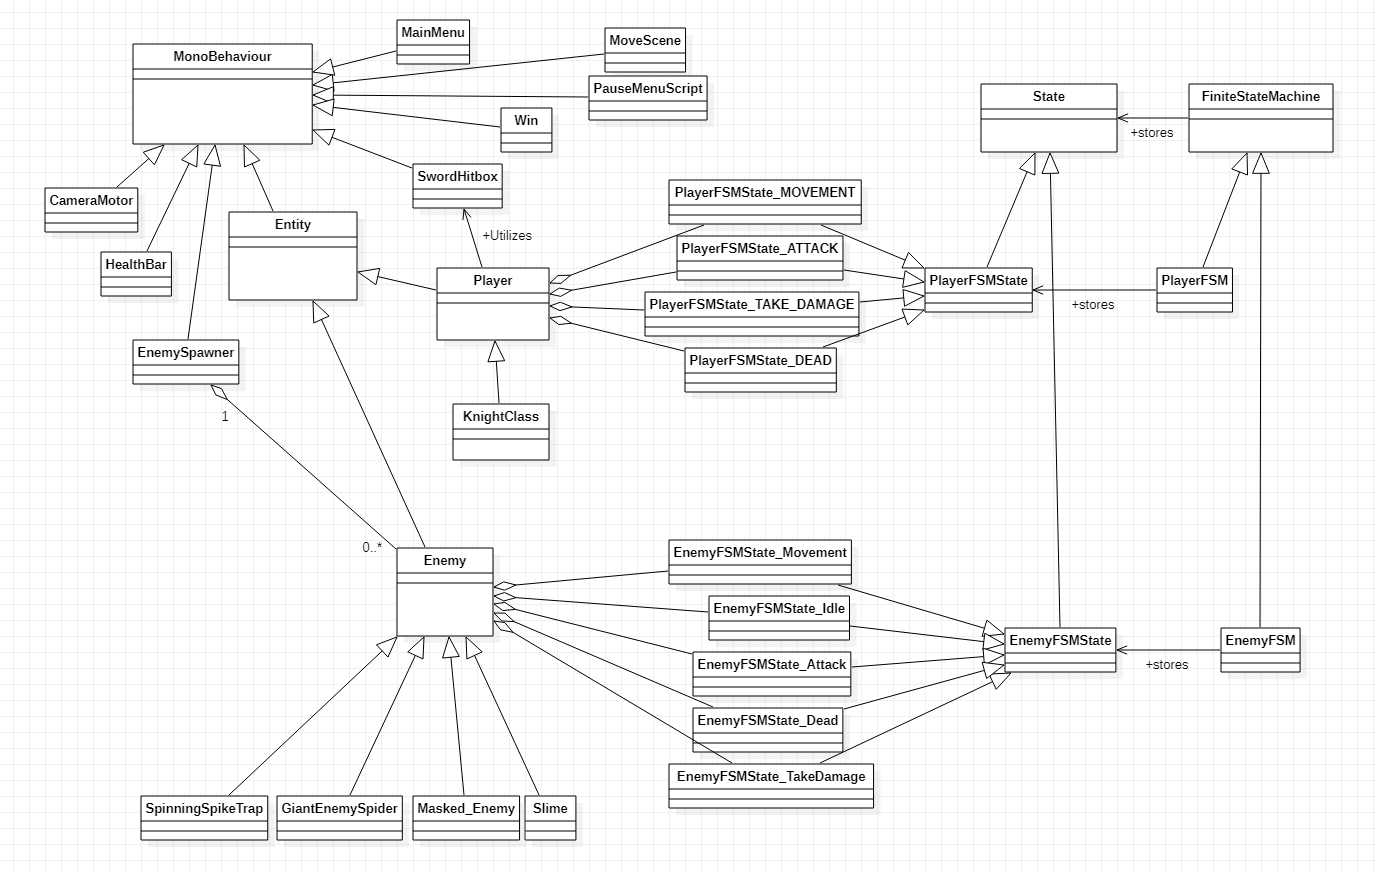 MainMenu
MoveScene
MonoBehaviour
PauseMenuScript
State
FiniteStateMachine
Win
+stores
SwordHitbox
PlayerFSMState_MOVEMENT
CameraMotor
Entity
+Utilizes
PlayerFSMState_ATTACK
HealthBar
Player
PlayerFSMState
PlayerFSM
PlayerFSMState_TAKE_DAMAGE
+stores
EnemySpawner
PlayerFSMState_DEAD
1
KnightClass
0..*
Enemy
EnemyFSMState_Movement
EnemyFSMState_Idle
EnemyFSMState
EnemyFSM
EnemyFSMState_Attack
+stores
EnemyFSMState_Dead
EnemyFSMState_TakeDamage
SpinningSpikeTrap
GiantEnemySpider
Masked_Enemy
Slime